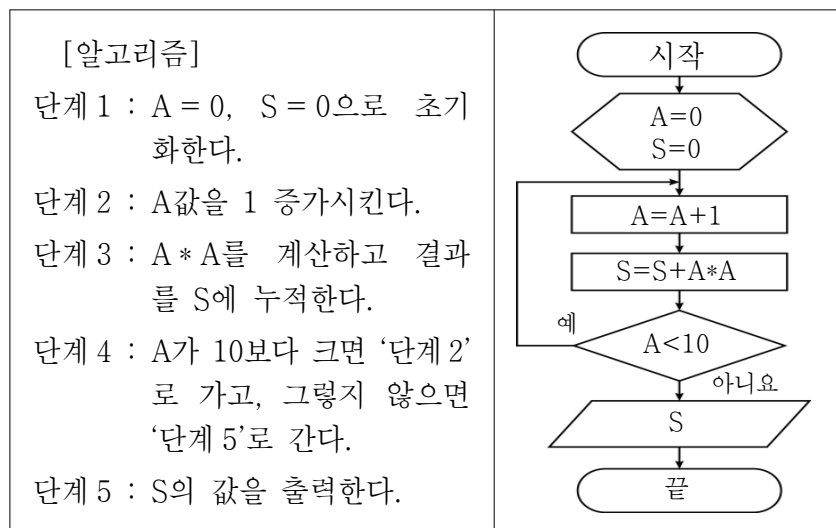 [알고리즘]
단계 1 : A = 0, S = 0으로 초기
화한다.
단계 2 : A값을 1 증가시킨다.
단계 3 : A * A를 계산하고 결과
를 S에 누적한다.
단계 4 : A가 10보다 크면 ‘단계 2’
로 가고, 그렇지 않으면
‘단계 5’로 간다.
단계 5 : S의 값을 출력한다.
시작
A=0
S=0
A=A+1
S=S+A*A
예
A<10
아니요
S
끝